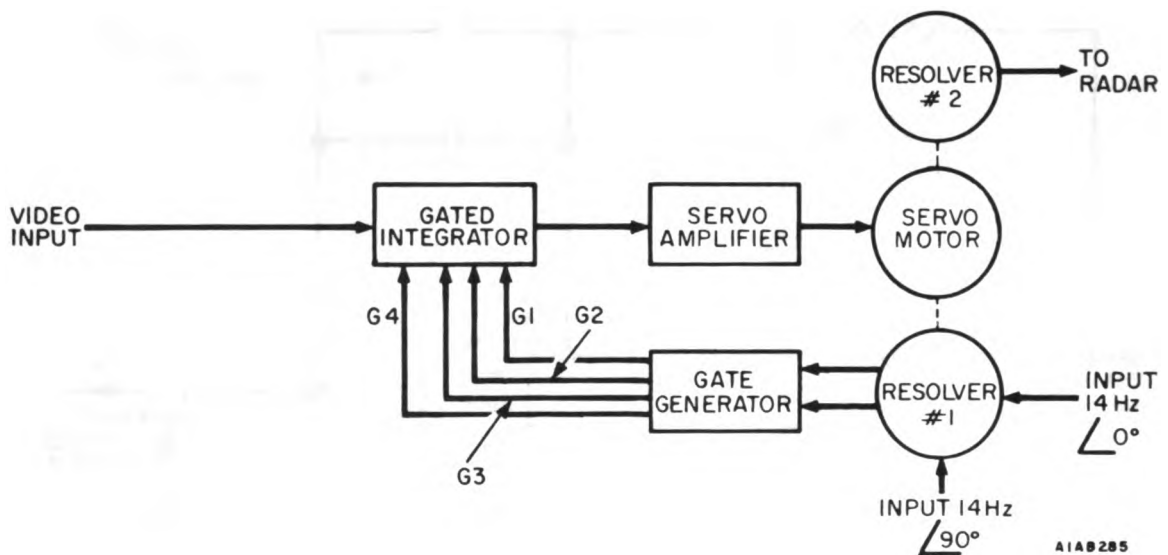 RESOLVER
# 2
TO
RADAR
VIDEO
INPUT
GATED
INTEGRATOR
SERVO
AMPLIFIER
SERVO
MOTOR
G4
G1
G2
GATE
GENERATOR
RESOLVER
#1
INPUT
14 Hz
∠0°
G3
INPUT 14Hz
∠90°
AIAB285